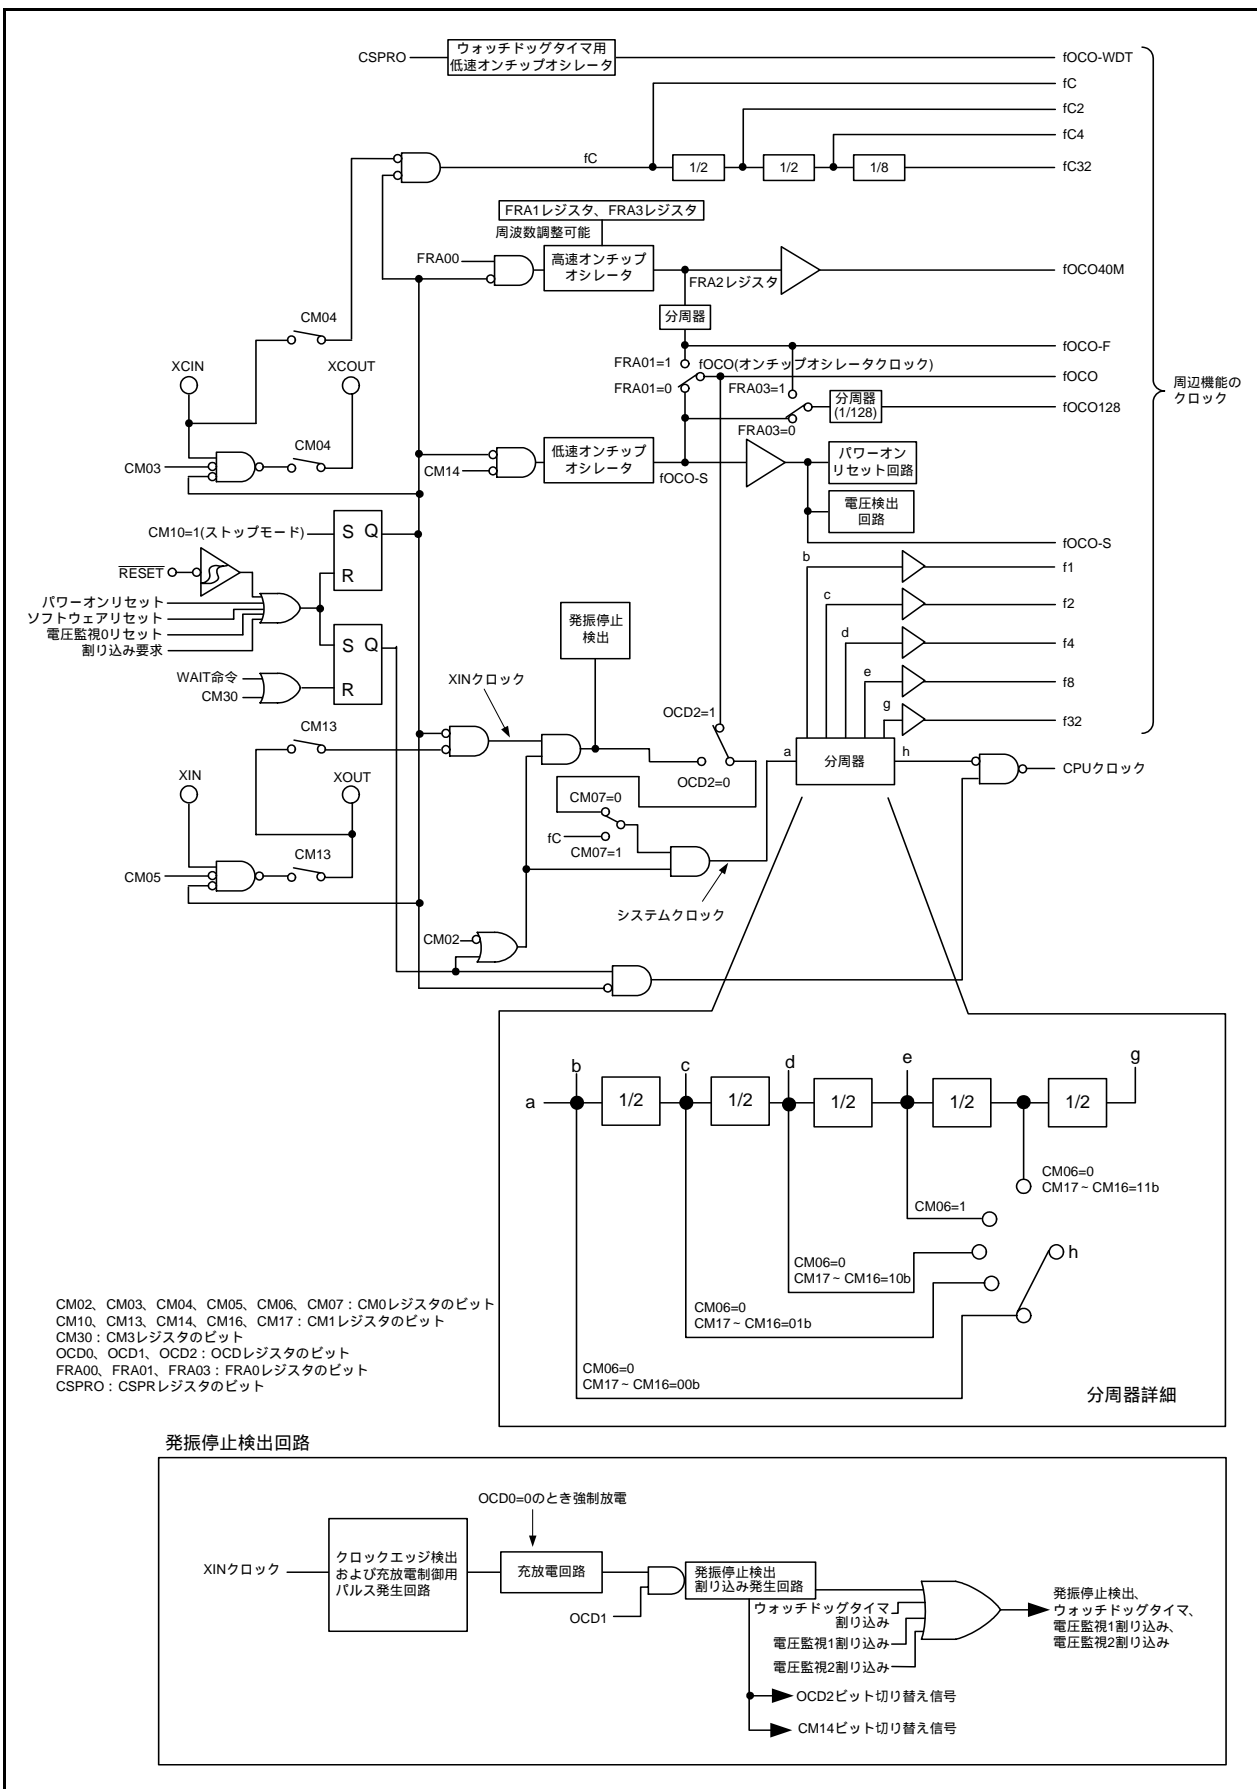 CSPRO
ウォッチドッグタイマ用
低速オンチップオシレータ
fOCO-WDT
fC
fC2
fC4
fC
1/2
1/2
1/8
fC32
FRA1レジスタ、FRA3レジスタ
周波数調整可能
FRA00
高速オンチップ
オシレータ
FRA2レジスタ
fOCO40M
分周器
CM04
fOCO-F
FRA01=1
fOCO(オンチップオシレータクロック)
fOCO
XCIN
XCOUT
FRA01=0
FRA03=1
周辺機能の
クロック
分周器
(1/128)
fOCO128
FRA03=0
CM04
CM03
CM14
低速オンチップ
オシレータ
fOCO-S
パワーオン
リセット回路
電圧検出
回路
CM10=1(ストップモード)
S
Q
R
fOCO-S
RESET
b
f1
パワーオンリセット
ソフトウェアリセット
電圧監視0リセット
割り込み要求
c
f2
発振停止
検出
S
Q
R
d
f4
WAIT命令
CM30
XINクロック
e
f8
OCD2=1
g
f32
CM13
a
分周器
h
CPUクロック
XIN
XOUT
OCD2=0
CM07=0
fC
CM07=1
CM13
CM05
システムクロック
CM02
b
c
d
e
g
a
1/2
1/2
1/2
1/2
1/2
CM06=0
CM17~CM16=11b
CM06=1
h
CM06=0
CM17~CM16=10b
CM06=0
CM17~CM16=01b
CM06=0
CM17~CM16=00b
分周器詳細
CM02、CM03、CM04、CM05、CM06、CM07：CM0レジスタのビット
CM10、CM13、CM14、CM16、CM17：CM1レジスタのビット
CM30：CM3レジスタのビット
OCD0、OCD1、OCD2：OCDレジスタのビット
FRA00、FRA01、FRA03：FRA0レジスタのビット
CSPRO：CSPRレジスタのビット
発振停止検出回路
OCD0=0のとき強制放電
XINクロック
クロックエッジ検出
および充放電制御用
パルス発生回路
充放電回路
OCD1
発振停止検出
割り込み発生回路
ウォッチドッグタイマ
割り込み
電圧監視1割り込み
電圧監視2割り込み
発振停止検出、
ウォッチドッグタイマ、
電圧監視1割り込み、
電圧監視2割り込み
OCD2ビット切り替え信号
CM14ビット切り替え信号